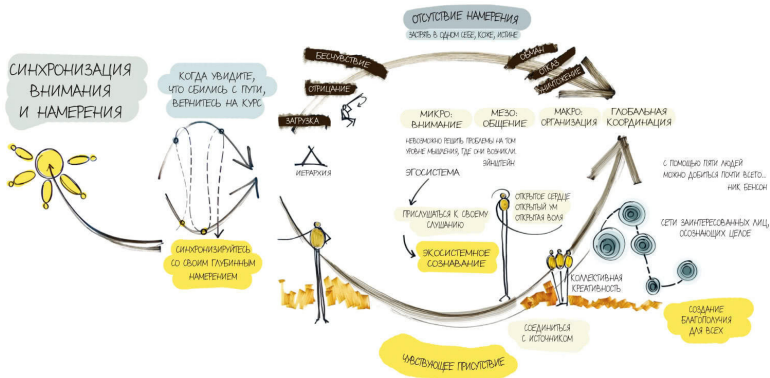 СИНХРОНИЗАЦИЯ
ВНИМАНИЯ
И НАМЕРЕНИЯ
КОГДА УВИДИТЕ,
ЧТО СБИЛИСЬ С ПУТИ,
ВЕРНИТЕСЬ НА КУРС
СИНХРОНИЗИРУЙТЕСЬ
СО СВОИМ ГЛУБИННЫМ
НАМЕРЕНИЕМ
ОТСУТСТВИЕ НАМЕРЕНИЯ
ЗАСТРЯТЬ В ОДНОМ СЕБЕ, КОЖЕ, ИСТИНЕ
БЕСЧУВСТВИЕ
ОТРИЦАНИЕ
ЗАГРУЗКА
ОБМАН
ОТКАЗ
УНИЧТОЖЕНИЕ
ИЕРАРХИЯ
МИКРО:
ВНИМАНИЕ
МЕЗО:
ОБЩЕНИЕ
МАКРО:
ОРГАНИЗАЦИЯ
ГЛОБАЛЬНАЯ
КООРДИНАЦИЯ
НЕВОЗМОЖНО РЕШИТЬ ПРОБЛЕМЫ НА ТОМ
УРОВНЕ МЫШЛЕНИЯ, ГДЕ ОНИ ВОЗНИКЛИ.
ЭЙНШТЕЙН
ЭГОСИСТЕМА
ПРИСЛУШАТЬСЯ К СВОЕМУ
СЛУШАНИЮ
ЭКОСИСТЕМНОЕ
СОЗНАВАНИЕ
ОТКРЫТОЕ СЕРДЦЕ
ОТКРЫТЫЙ УМ
ОТКРЫТАЯ ВОЛЯ
КОЛЛЕКТИВНАЯ
КРЕАТИВНОСТЬ
СОЕДИНИТЬСЯ
С ИСТОЧНИКОМ
ЧУВСТВУЮЩЕЕ ПРИСУТСТВИЕ
С ПОМОЩЬЮ ПЯТИ ЛЮДЕЙ
МОЖНО ДОБИТЬСЯ ПОЧТИ ВСЕГО...
НИК БЕНСОН
СЕТИ ЗАИНТЕРЕСОВАННЫХ ЛИЦ,
ОСОЗНАЮЩИХ ЦЕЛОЕ
СОЗДАНИЕ
БЛАГОПОЛУЧИЯ
ДЛЯ ВСЕХ